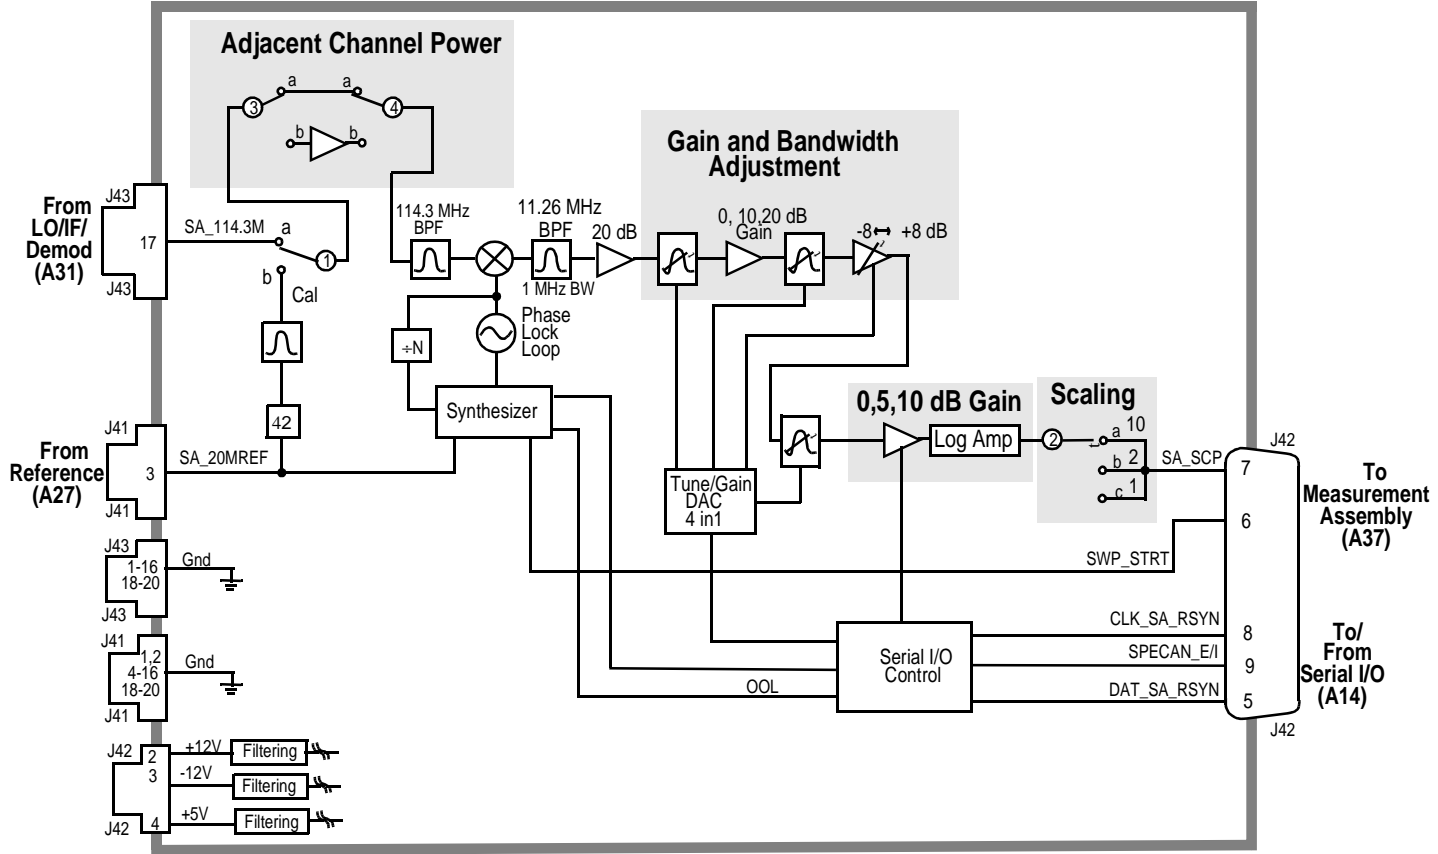 Adjacent Channel Power
a
a
3
4
b
b
Gain and Bandwidth
Adjustment
J43
From
LO/IF/
Demod
(A31)
17
SA_114.3M
a
1
b
Cal
J43
114.3 MHz
BPF
11.26 MHz
BPF
1 MHz BW
20 dB
0, 10,20 dB
Gain
-8
+8 dB
÷N
Phase
Lock
Loop
Synthesizer
42
J41
From
Reference
(A27)
3
SA_20MREF
J41
0,5,10 dB Gain
Log Amp
Scaling
2
a
10
b
2
c
1
Tune/Gain
DAC
4 in1
SA_SCP
J42
7
6
To
Measurement
Assembly
(A37)
SWP_STRT
J43
1-16
18-20
Gnd
J43
J41
1,2
4-16
18-20
Gnd
J41
OOL
Serial I/O
Control
CLK_SA_RSYN
8
SPECAN_E/I
9
DAT_SA_RSYN
5
To/
From
Serial I/O
(A14)
J42
J42
2
+12V
Filtering
3
-12V
Filtering
4
+5V
Filtering
J42